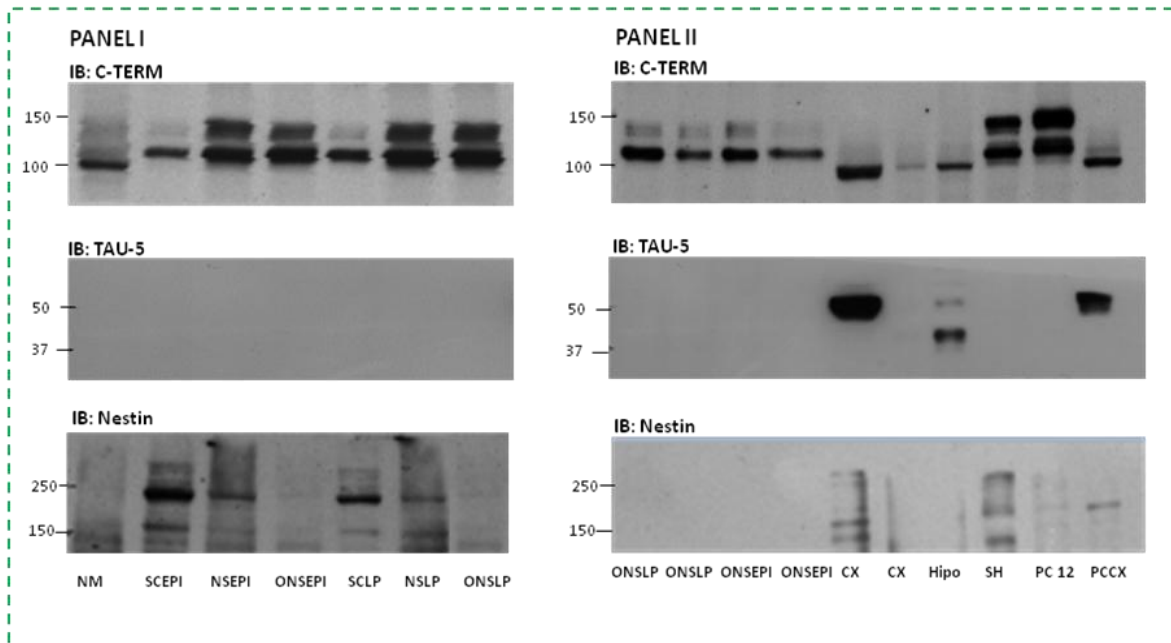 PANEL I
IB: C-TERM
150
100
IB: TAU-5
50
37
IB: Nestin
250
150
NM SCEPI NSEPI ONSEPI SCLP NSLP ONSLP
PANEL II
IB: C-TERM
150
100
IB: TAU-5
50
37
IB: Nestin
250
150
ONSLP ONSLP ONSEPI ONSEPI CX CX Hipo SH PC 12 PCCX